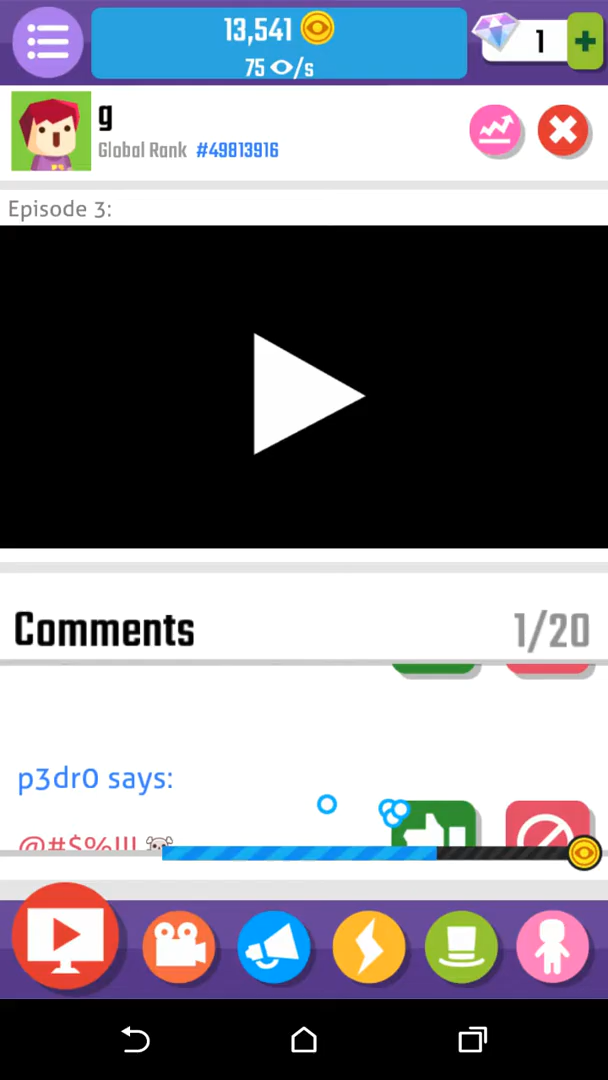 13,541
75 /s
1
g
Global Rank #49813916
Episode 3:
Comments 1/20
p3dr0 says:
@#$%!!!